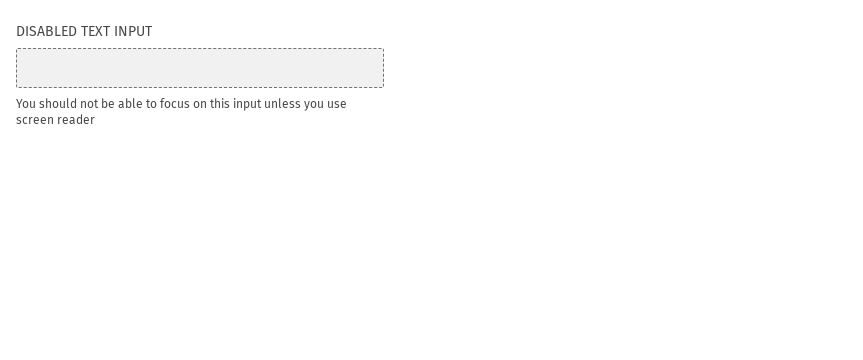 DISABLED TEXT INPUT
You should not be able to focus on this input unless you use
screen reader